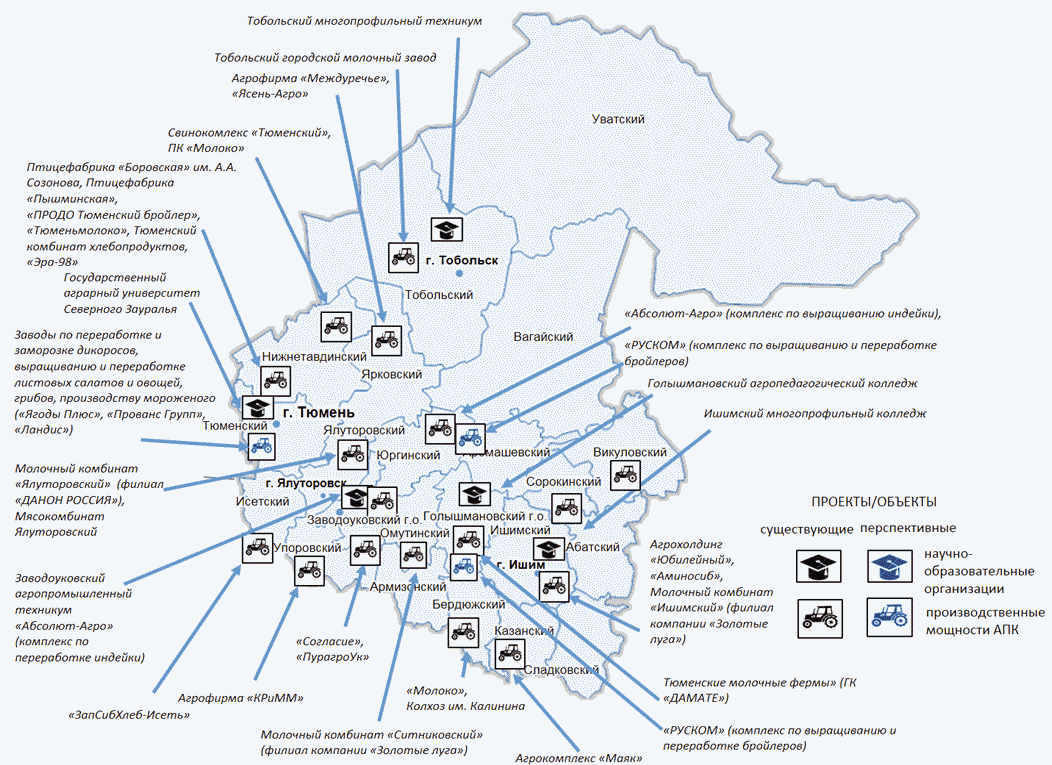 Тобольский многопрофильный техникум
Тобольский городской молочный завод
Агрофирма «Междуречье»,
«Ясень-Агро»
Свинокомлекс «Тюменский»,
ПК «Молоко»
Птицефабрика «Боровская» им. А.А.
Созонова, Птицефабрика
«Пышминская»,
«ПРОДО Тюменский бройлер»,
«Тюменьмолоко», Тюменский
комбинат хлебопродуктов,
«Эра-98»
Государственный
аграрный университет
Северного Зауралья
Заводы по переработке и
заморозке дикоросов,
выращиванию и переработке
листовых салатов и овощей,
грибов, производству мороженого
(«Ягоды Плюс», «Прованс Групп»,
«Ландис»)
Молочный комбинат
«Ялуторовский» (филиал
«ДАНОН РОССИЯ»),
Мясокомбинат
Ялуторовский
Заводоуковский
агропромышленный
техникум
«Абсолют-Агро»
(комплекс по
переработке индейки)
«ЗапСибХлеб-Исеть»
Агрофирма «КРиММ»
«Согласие»,
«ПурагроУк»
Молочный комбинат «Ситниковский»
(филиал компании «Золотые луга»)
«Молоко»,
Колхоз им. Калинина
Агрокомплекс «Маяк»
«РУСКОМ» (комплекс по выращиванию и
переработке бройлеров)
Тюменские молочные фермы» (ГК
«ДАМАТЕ»)
Агрохолдинг
«Юбилейный»,
«Аминосиб»,
Молочный комбинат
«Ишимский» (филиал
компании «Золотые
луга»)
Ишимский многопрофильный колледж
Голышмановский агропедагогический колледж
«РУСКОМ» (комплекс по выращиванию и переработке
бройлеров)
«Абсолют-Агро» (комплекс по выращиванию индейки),
Уватский
г. Тобольск
Тобольский
Вагайский
Нижнетавдинский
Ярковский
г. Тюмень
Тюменский
Ялуторовский
Юргинский
Аромашевский
Викуловский
Сорокинский
г. Ялуторовск
Исетский
Заводоуковский г.о.
Голышмановский г.о.
Омутинский
Ишимский
Абатский
Упоровский
г. Ишим
Армизонский
Бердюжский
Казанский
Сладковский
ПРОЕКТЫ/ОБЪЕКТЫ
существующие перспективные
научно-
образовательные
организации
производственные
мощности АПК